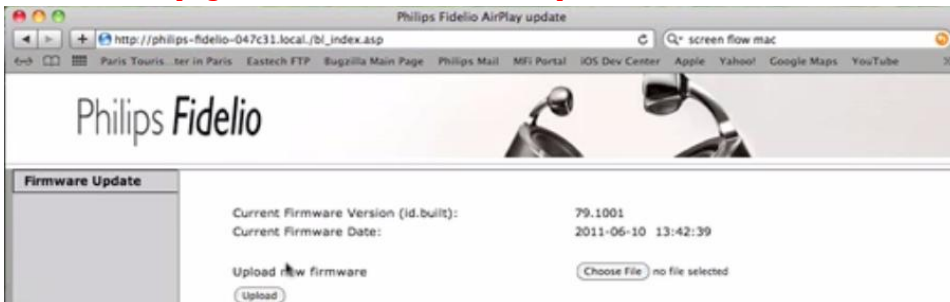 Philips Fidelio AirPlay update
http://philips-fidelio-047c31.local./bl_index.asp
screen flow mac
Paris Touris...ter in Paris Eastech FTP Bugzilla Main Page Philips Mail MFi Portal iOS Dev Center Apple Yahoo! Google Maps YouTube
Philips Fidelio
Firmware Update
Current Firmware Version (id.built): 79.1001
Current Firmware Date: 2011-06-10 13:42:39
Upload new firmware Choose File no file selected
Upload